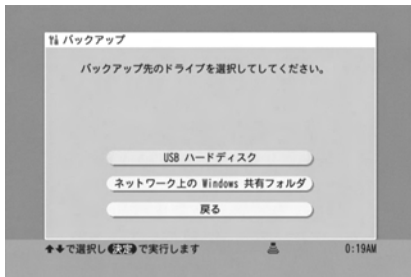 バックアップ
バックアップ先のドライブを選択してしてください。
USB ハードディスク
ネットワーク上の Windows 共有フォルダ
戻る
で選択し 決定 で実行します
0:19AM